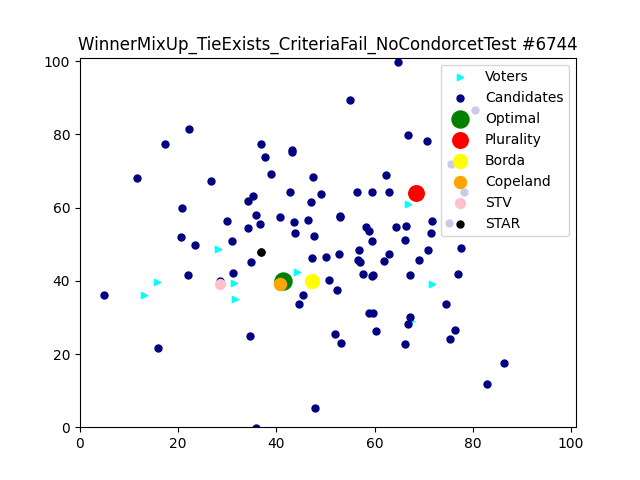 WinnerMixUp_TieExists_CriteriaFail_NoCondorcetTest #6744
100
80
60
40
20
0
0
20
40
60
80
100
Voters
Candidates
Optimal
Plurality
Borda
Copeland
STV
STAR